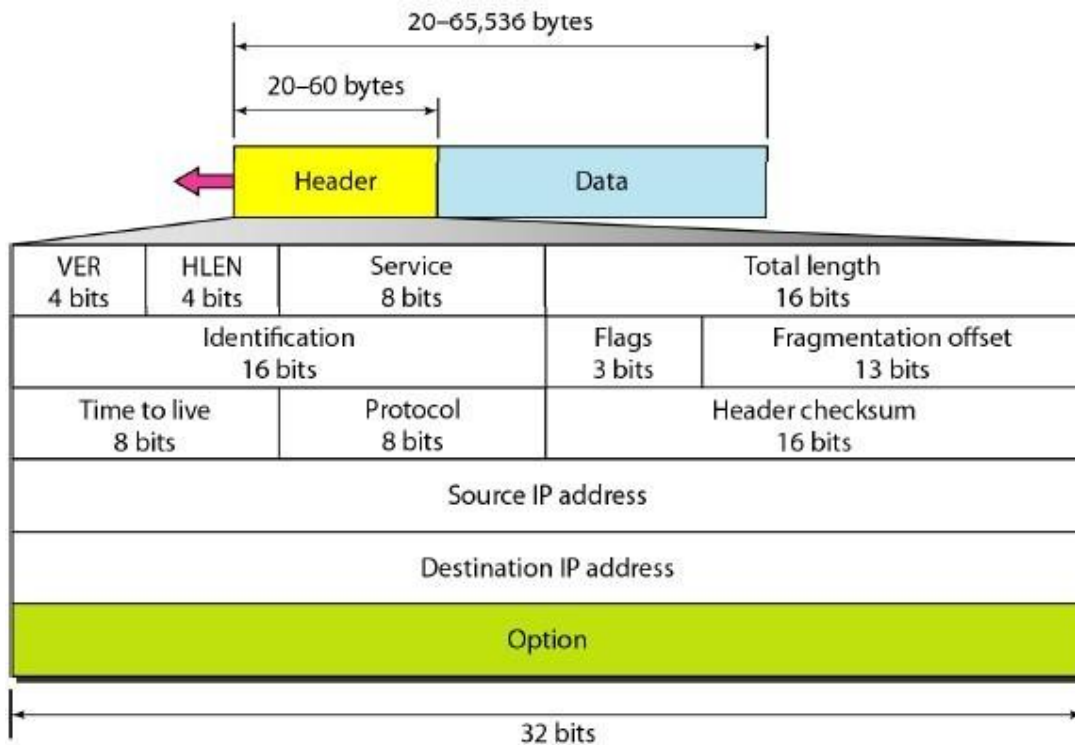 20–65,536 bytes
20–60 bytes
Header
Data
VER
4 bits
HLEN
4 bits
Service
8 bits
Total length
16 bits
Identification
16 bits
Flags
3 bits
Fragmentation offset
13 bits
Time to live
8 bits
Protocol
8 bits
Header checksum
16 bits
Source IP address
Destination IP address
Option
32 bits